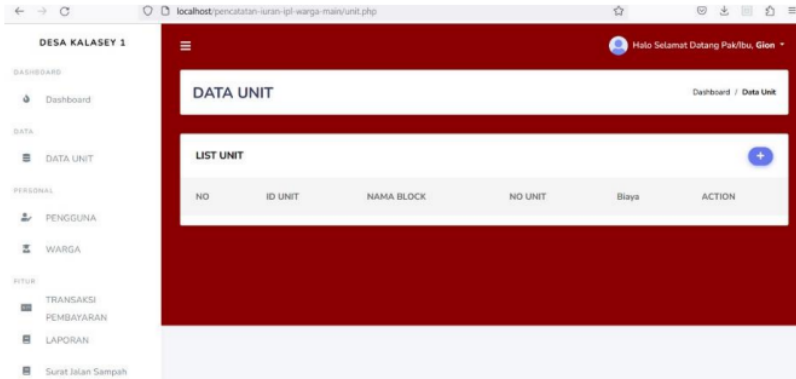 localhost/pencatatan-iuran-ipl-warga-main/unit.php
DESA KALASEY 1
Halo Selamat Datang Pak/Ibu, Gion
DASHBOARD
Dashboard
DATA
DATA UNIT
PERSONAL
PENGGUNA
WARGA
FITUR
TRANSAKSI
PEMBAYARAN
LAPORAN
Surat Jalan Sampah
DATA UNIT
Dashboard / Data Unit
LIST UNIT
NO ID UNIT NAMA BLOCK NO UNIT Biaya ACTION